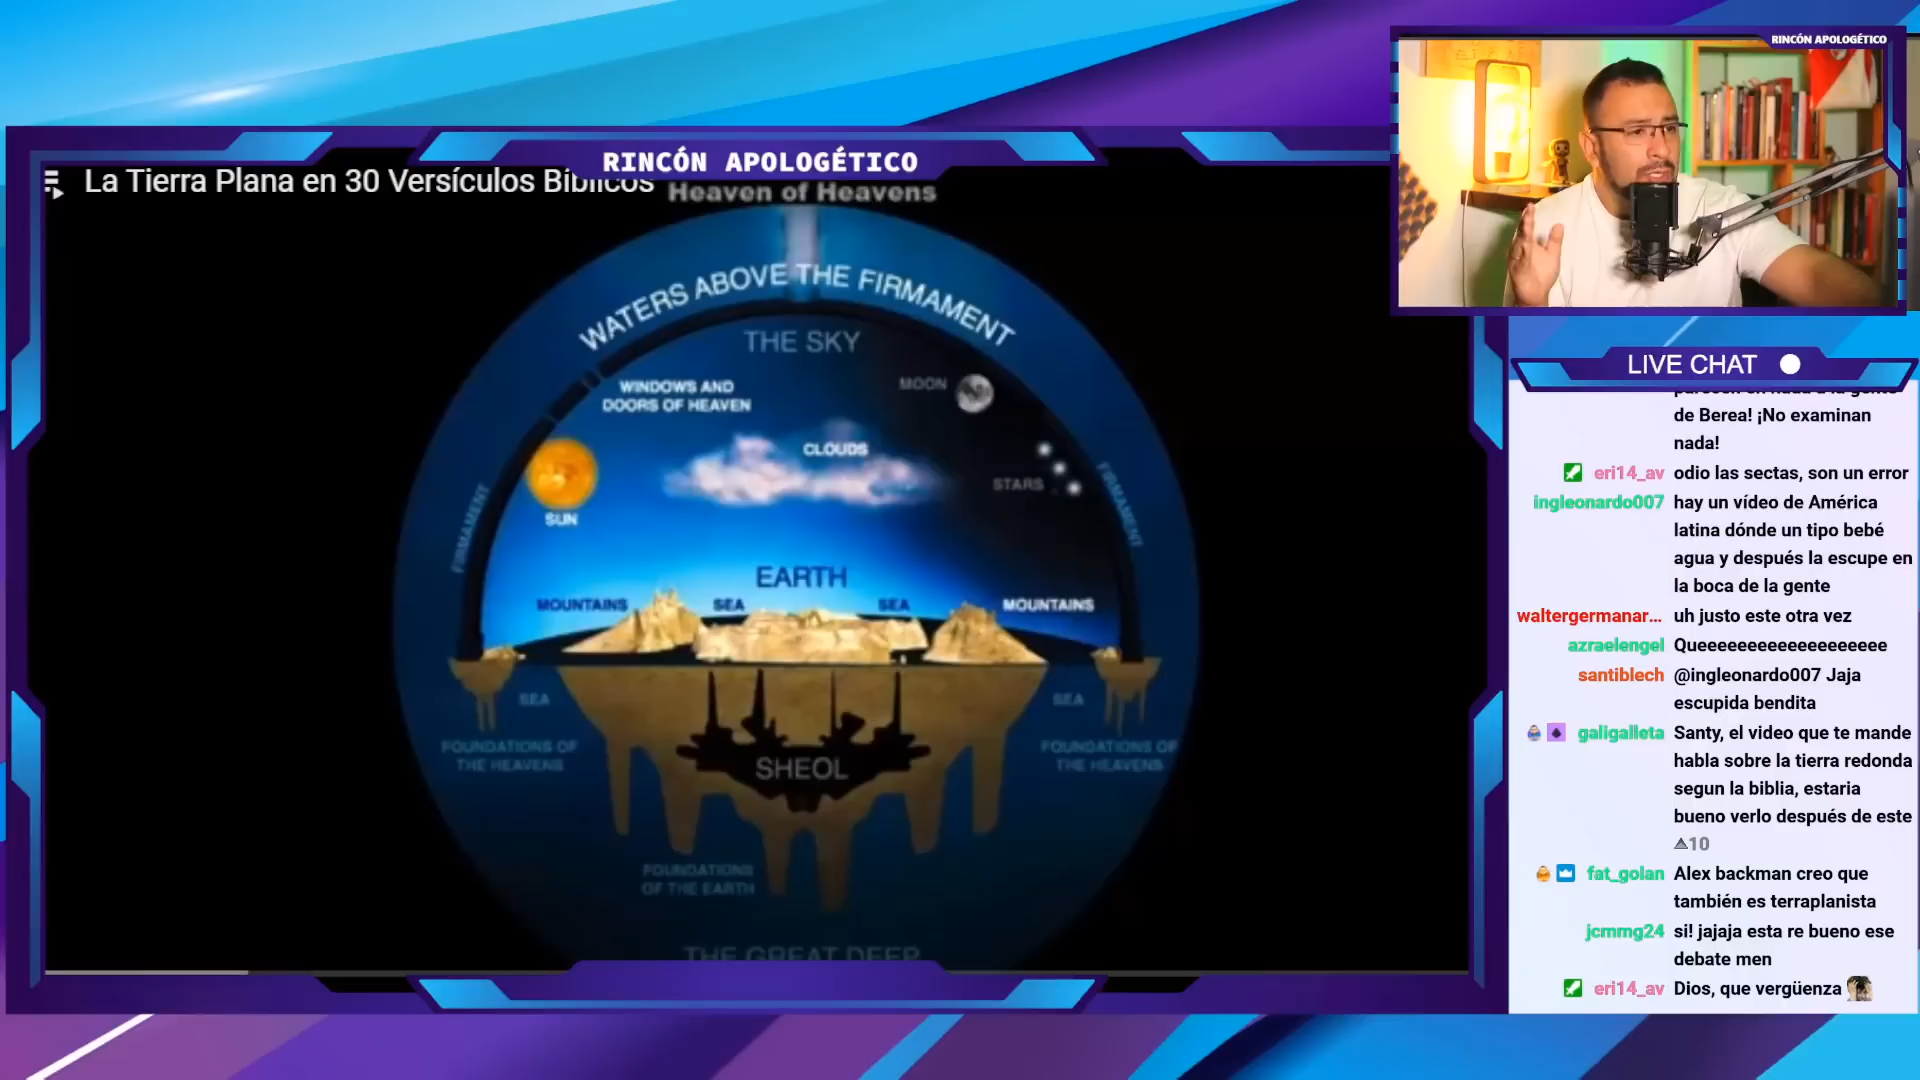 RINCÓN APOLOGÉTICO
RINCÓN APOLOGÉTICO
La Tierra Plana en 30 Versículos Bíblicos
Heaven of Heavens
WATERS ABOVE THE FIRMAMENT
THE SKY
WINDOWS AND
DOORS OF HEAVEN
MOON
CLOUDS
STARS
SUN
FIRMAMENT
FIRMAMENT
EARTH
MOUNTAINS
SEA
SEA
MOUNTAINS
SEA
SEA
FOUNDATIONS OF
THE HEAVENS
FOUNDATIONS OF
THE HEAVENS
SHEOL
FOUNDATIONS
OF THE EARTH
THE GREAT DEEP
LIVE CHAT
de Berea! ¡No examinan
nada!
eri14_av odio las sectas, son un error
ingleonardo007 hay un vídeo de América
latina dónde un tipo bebé
agua y después la escupe en
la boca de la gente
waltergermanar... uh justo este otra vez
azraelengel Queeeeeeeeeeeeeeeeeee
santiblech @ingleonardo007 Jaja
escupida bendita
galigalleta Santy, el video que te mande
habla sobre la tierra redonda
segun la biblia, estaria
bueno verlo después de este
10
fat_golan Alex backman creo que
también es terraplanista
jcmmg24 si! jajaja esta re bueno ese
debate men
eri14_av Dios, que vergüenza